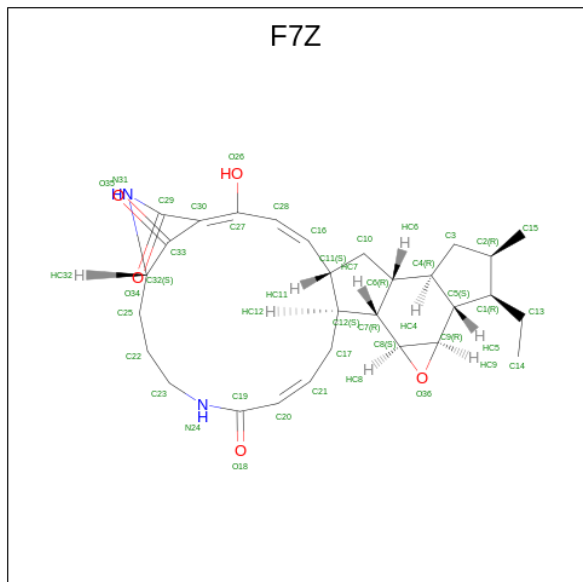 F7Z
O26
HO
N31
O35
HN
O
C29
C30
C28
C27
C16
C33
HC32
H
C32(S)
O
O34
C25
C22
C23
N24
N
H
C19
O18
O
C20
C21
C17
C12(S)
HC12
H
HC11
H
C11(S)
C10
HC7
H
HC6
H
C6(R)
C7(R)
C8(S)
HC8
H
O
O36
C9(R)
HC9
H
HC5
H
C5(S)
HC4
H
C4(R)
C3
C2(R)
C15
C1(R)
C13
C14